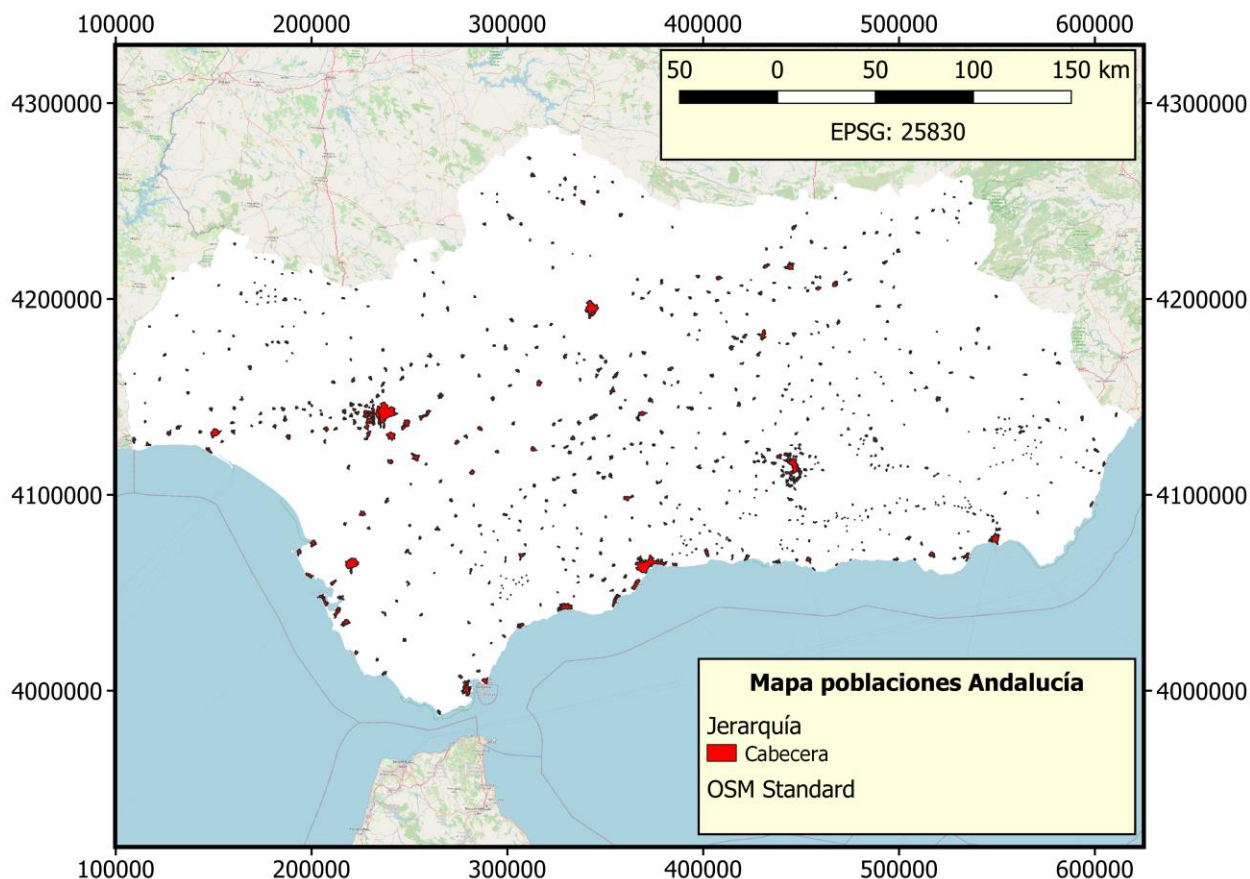 100000 200000 300000 400000 500000 600000
50 0 50 100 150 km
EPSG: 25830
4300000 4300000
4200000 4200000
4100000 4100000
4000000 4000000
Mapa poblaciones Andalucía
Jerarquía
Cabecera
OSM Standard
100000 200000 300000 400000 500000 600000